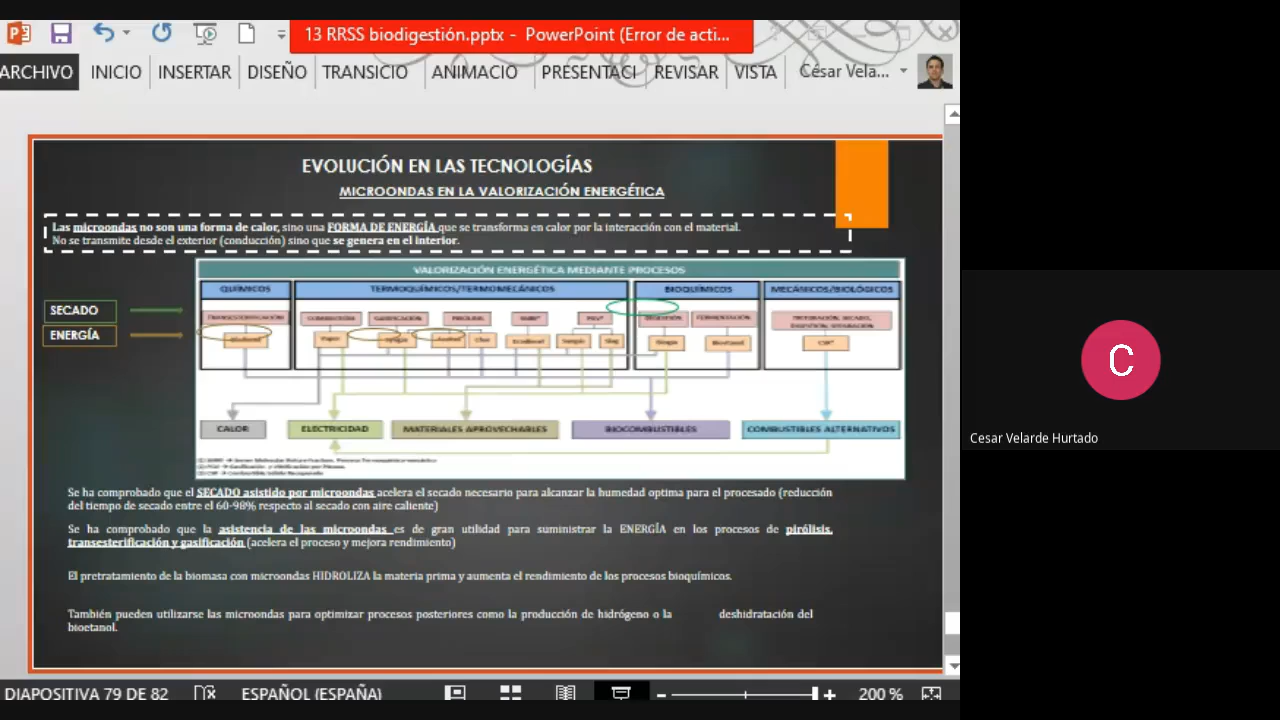 13 RRSS biodigestión.pptx - PowerPoint (Error de acti...
ARCHIVO INICIO INSERTAR DISEÑO TRANSICIO ANIMACIO PRESENTACI REVISAR VISTA César Vela...
EVOLUCIÓN EN LAS TECNOLOGÍAS
MICROONDAS EN LA VALORIZACIÓN ENERGÉTICA
Las microondas no son una forma de calor, sino una FORMA DE ENERGÍA que se transforma en calor por la interacción con el material.
No se transmite desde el exterior (conducción) sino que se genera en el interior.
VALORIZACIÓN ENERGÉTICA MEDIANTE PROCESOS
QUÍMICOS TERMOQUÍMICOS/TERMOMECÁNICOS BIOQUÍMICOS MECÁNICOS/BIOLÓGICOS
SECADO
ENERGÍA
CALOR ELECTRICIDAD MATERIALES APROVECHABLES BIOCOMBUSTIBLES COMBUSTIBLES ALTERNATIVOS
Se ha comprobado que el SECADO asistido por microondas acelera el secado necesario para alcanzar la humedad optima para el procesado (reducción
del tiempo de secado entre el 60-98% respecto al secado con aire caliente)
Se ha comprobado que la asistencia de las microondas es de gran utilidad para suministrar la ENERGÍA en los procesos de pirólisis,
transesterificación y gasificación (acelera el proceso y mejora rendimiento)
El pretratamiento de la biomasa con microondas HIDROLIZA la materia prima y aumenta el rendimiento de los procesos bioquímicos.
También pueden utilizarse las microondas para optimizar procesos posteriores como la producción de hidrógeno o la deshidratación del
bioetanol.
DIAPOSITIVA 79 DE 82 ESPAÑOL (ESPAÑA) 200 %
C
Cesar Velarde Hurtado